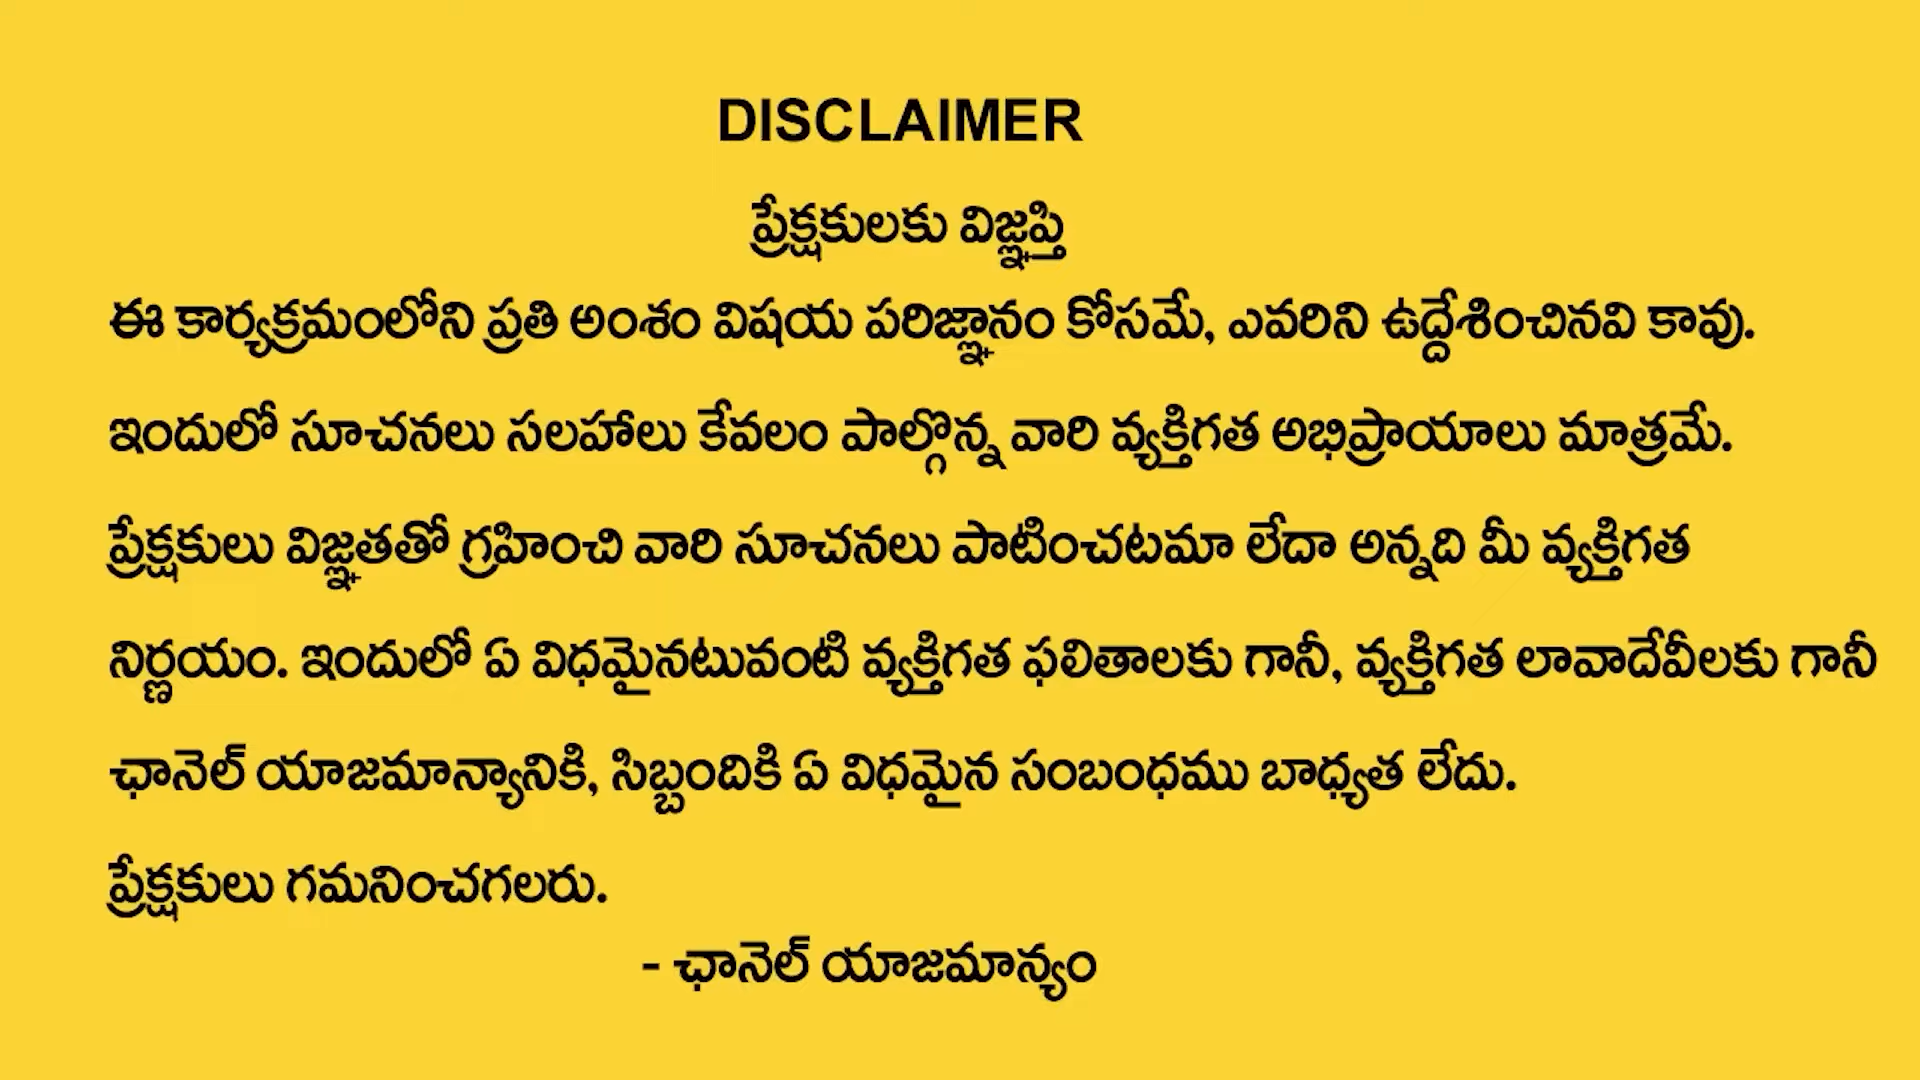 DISCLAIMER
ప్రేక్షకులకు విజ్ఞప్తి
ఈ కార్యక్రమంలోని ప్రతి అంశం విషయ పరిజ్ఞానం కోసమే, ఎవరిని ఉద్దేశించినవి కావు.
ఇందులో సూచనలు సలహాలు కేవలం పాల్గొన్న వారి వ్యక్తిగత అభిప్రాయాలు మాత్రమే.
ప్రేక్షకులు విజ్ఞతతో గ్రహించి వారి సూచనలు పాటించటమా లేదా అన్నది మీ వ్యక్తిగత
నిర్ణయం. ఇందులో ఏ విధమైనటువంటి వ్యక్తిగత ఫలితాలకు గానీ, వ్యక్తిగత లావాదేవీలకు గానీ
ఛానెల్ యాజమాన్యానికి, సిబ్బందికి ఏ విధమైన సంబంధము బాధ్యత లేదు.
ప్రేక్షకులు గమనించగలరు.
- ఛానెల్ యాజమాన్యం